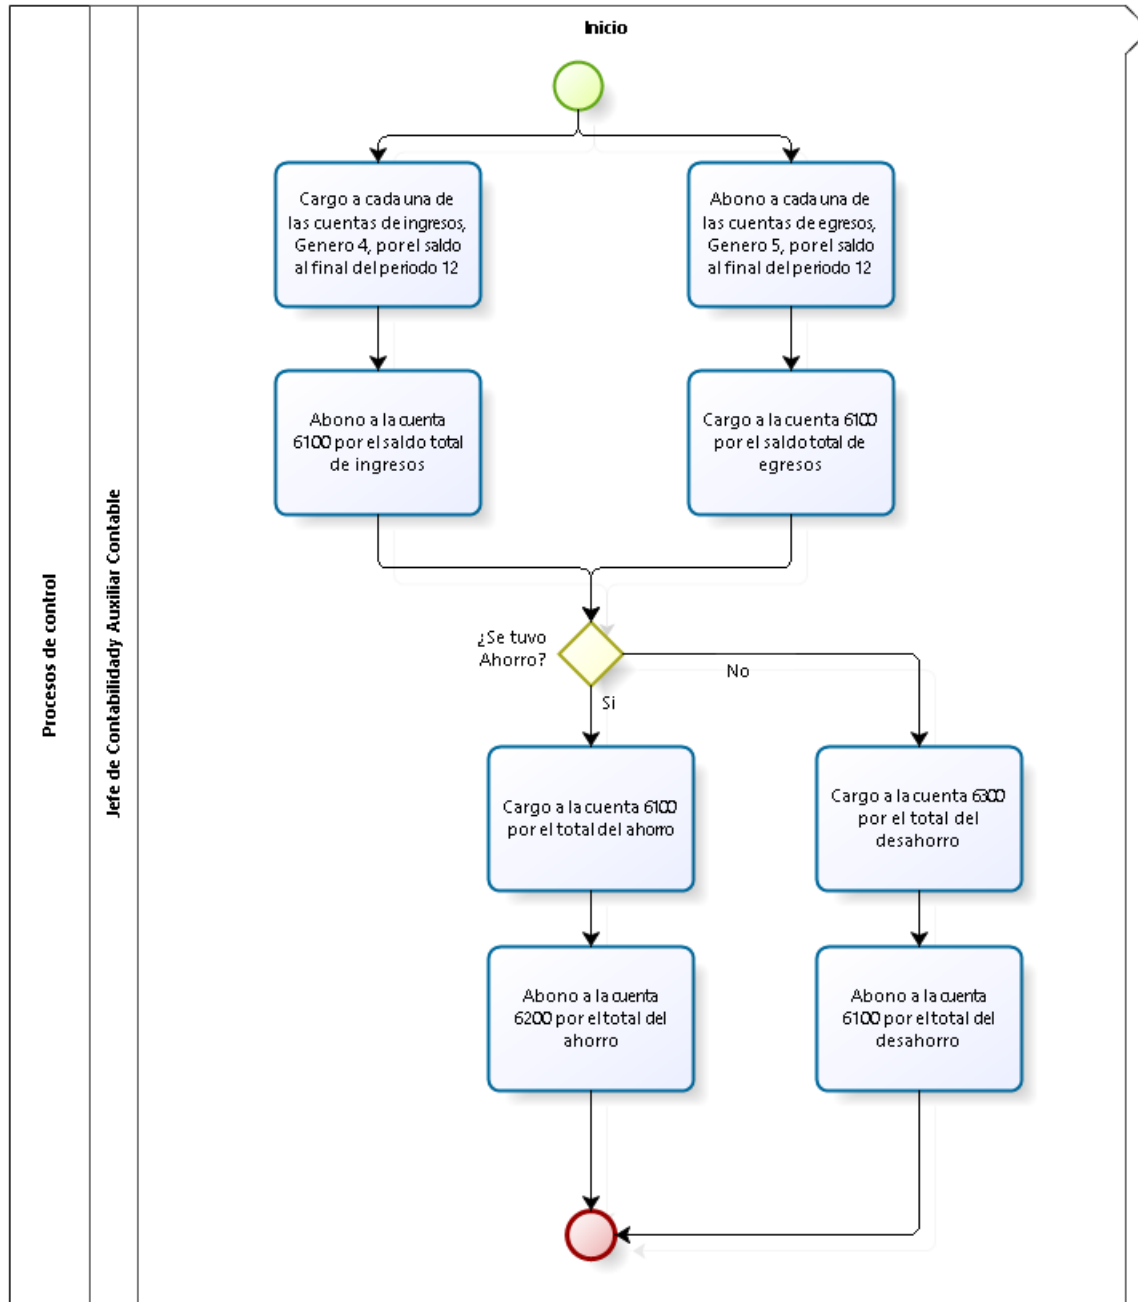 Inicio
Procesos de control
Jefe de Contabilidady Auxiliar Contable
Cargo a cada una de
las cuentas de ingresos,
Genero 4, por el saldo
al final del periodo 12
Abono a cada una de
las cuentas de egresos,
Genero 5, por el saldo
al final del periodo 12
Abono a la cuenta
6100 por el saldo total
de ingresos
Cargo a la cuenta 6100
por el saldo total de
egresos
¿Se tuvo
Ahorro?
No
Si
Cargo a la cuenta 6100
por el total del ahorro
Cargo a la cuenta 6300
por el total del
desahorro
Abono a la cuenta
6200 por el total del
ahorro
Abono a la cuenta
6100 por el total del
desahorro